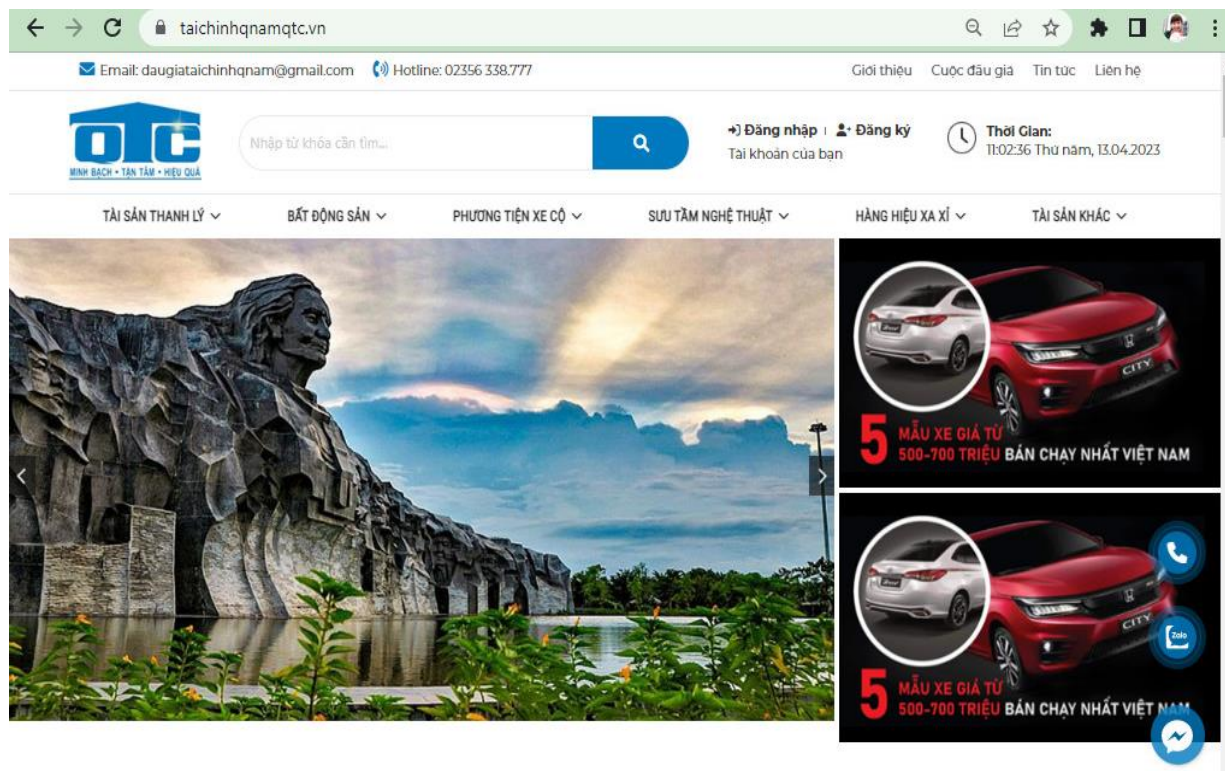 taichinhqnamqtc.vn
Email: daugiataichinhqnam@gmail.com Hotline: 02356 338.777 Giới thiệu Cuộc đấu giá Tin tức Liên hệ
QTC
MINH BẠCH • TẬN TÂM • HIỆU QUẢ
Nhập từ khóa cần tìm...
Đăng nhập Đăng ký
Tài khoản của bạn
Thời Gian:
11:02:36 Thứ năm, 13.04.2023
TÀI SẢN THANH LÝ BẤT ĐỘNG SẢN PHƯƠNG TIỆN XE CỘ SƯU TẦM NGHỆ THUẬT HÀNG HIỆU XA XỈ TÀI SẢN KHÁC
CITY
5 MẪU XE GIÁ TỪ
500-700 TRIỆU BÁN CHẠY NHẤT VIỆT NAM
CITY
5 MẪU XE GIÁ TỪ
500-700 TRIỆU BÁN CHẠY NHẤT VIỆT NAM
Zalo